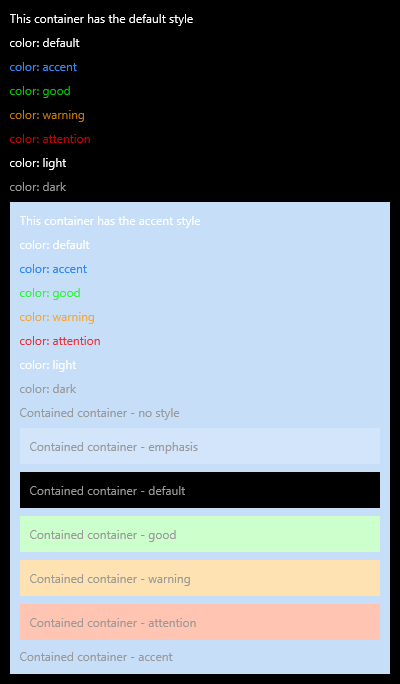 This container has the default style
color: default
color: accent
color: good
color: warning
color: attention
color: light
color: dark
This container has the accent style
color: default
color: accent
color: good
color: warning
color: attention
color: light
color: dark
Contained container - no style
Contained container - emphasis
Contained container - default
Contained container - good
Contained container - warning
Contained container - attention
Contained container - accent